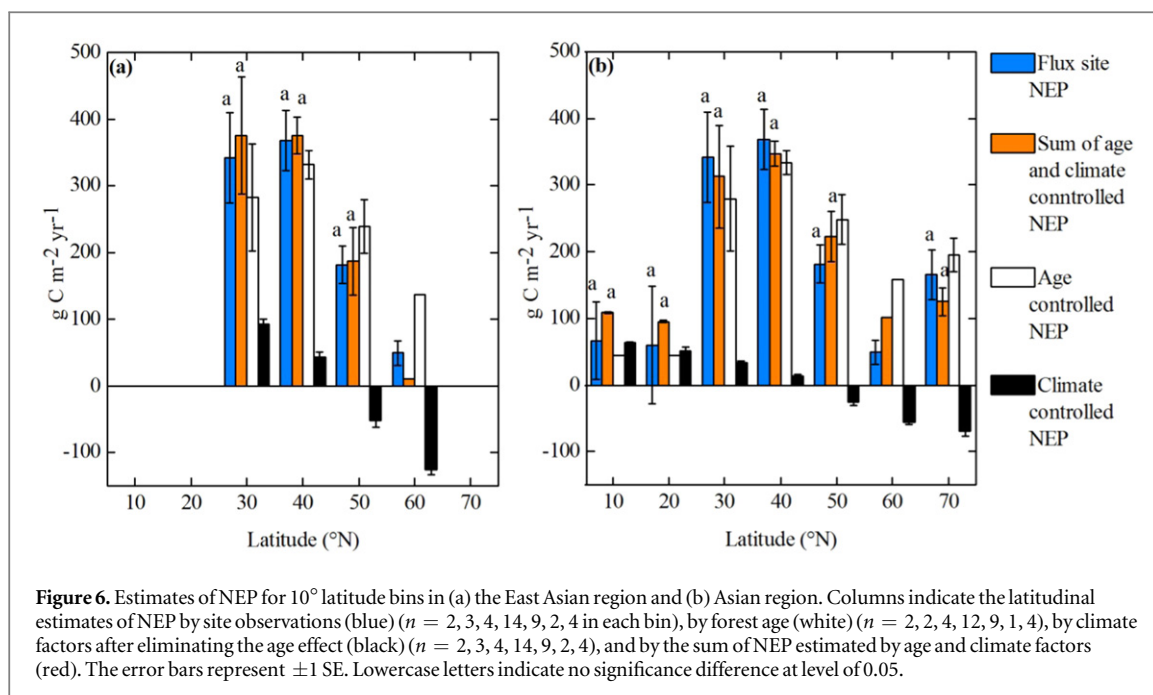 500
400
300
200
100
0
-100
g C m-2 yr-1
(a)
a a
a a
a a
10 20 30 40 50 60 70
Latitude (°N)
500
400
300
200
100
0
-100
g C m-2 yr-1
(b)
a a
a a
a a
a a
a a
a a
10 20 30 40 50 60 70
Latitude (°N)
Flux site
NEP
Sum of age
and climate
conntrolled
NEP
Age
controlled
NEP
Climate
controlled
NEP
Figure 6. Estimates of NEP for 10° latitude bins in (a) the East Asian region and (b) Asian region. Columns indicate the latitudinal
estimates of NEP by site observations (blue) (n = 2, 3, 4, 14, 9, 2, 4 in each bin), by forest age (white) (n = 2, 2, 4, 12, 9, 1, 4), by climate
factors after eliminating the age effect (black) (n = 2, 3, 4, 14, 9, 2, 4), and by the sum of NEP estimated by age and climate factors
(red). The error bars represent ±1 SE. Lowercase letters indicate no significance difference at level of 0.05.